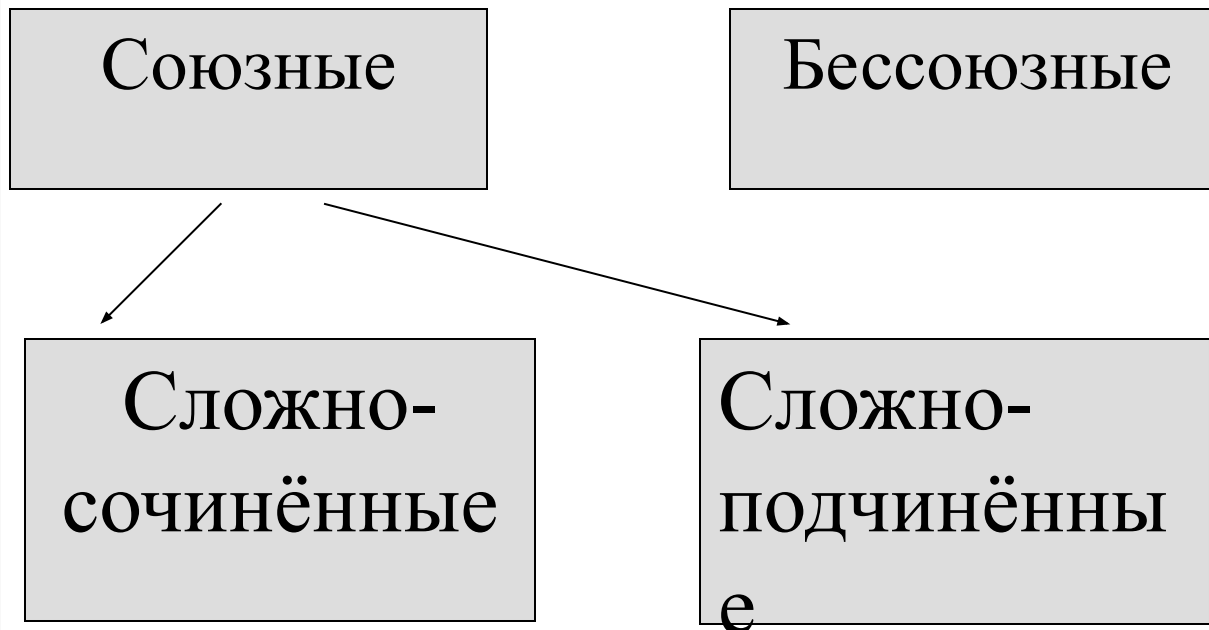 Союзные
Бессоюзные
Сложно-
сочинённые
Сложно-
подчинённы
е